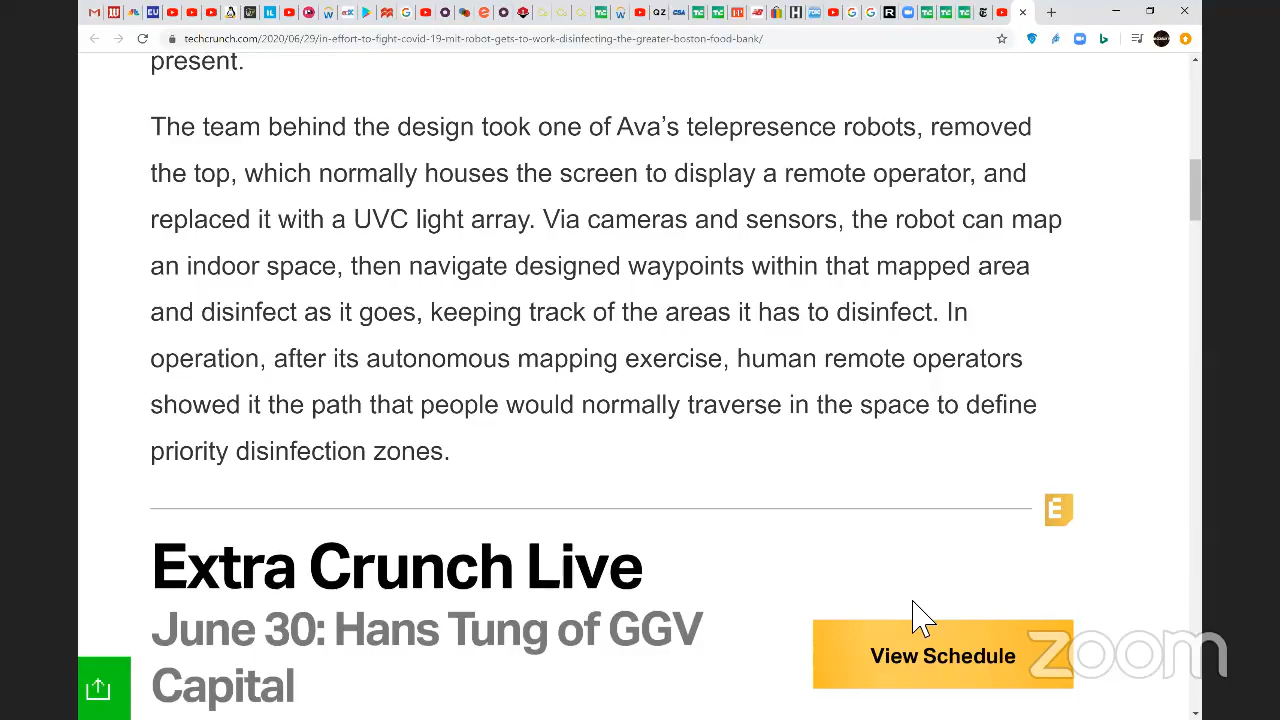 techcrunch.com/2020/06/29/in-effort-to-fight-covid-19-mit-robot-gets-to-work-disinfecting-the-greater-boston-food-bank/
present.
The team behind the design took one of Ava’s telepresence robots, removed
the top, which normally houses the screen to display a remote operator, and
replaced it with a UVC light array. Via cameras and sensors, the robot can map
an indoor space, then navigate designed waypoints within that mapped area
and disinfect as it goes, keeping track of the areas it has to disinfect. In
operation, after its autonomous mapping exercise, human remote operators
showed it the path that people would normally traverse in the space to define
priority disinfection zones.
Extra Crunch Live
June 30: Hans Tung of GGV
Capital
View Schedule
zoom